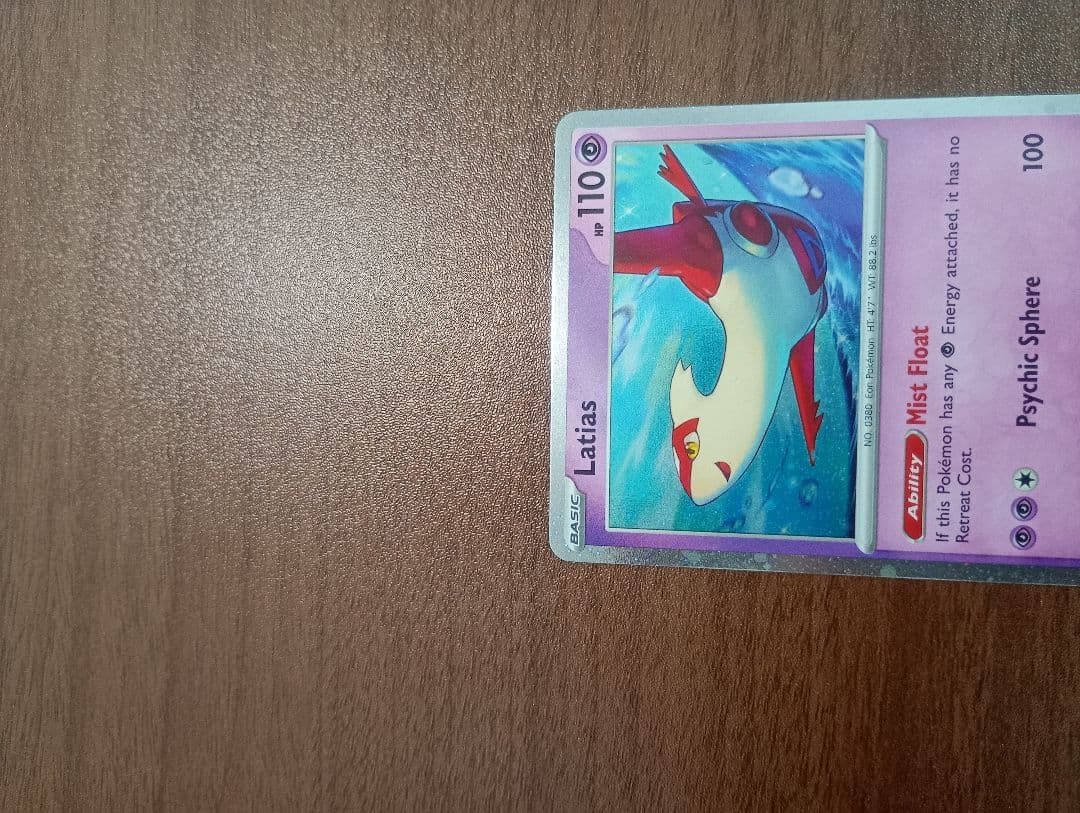 BASIC
Latias
HP 110
NO. 0380 Eon Pokémon HT: 4'7" WT: 88.2 lbs
Ability Mist Float
If this Pokémon has any Energy attached, it has no
Retreat Cost.
Psychic Sphere 100